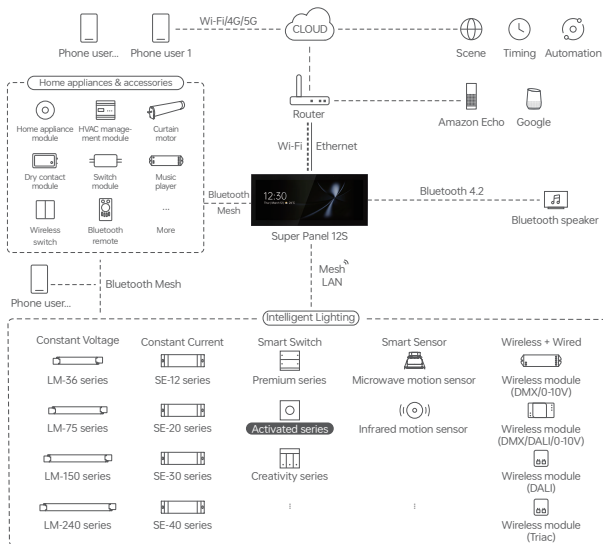 Wi-Fi/4G/5G
CLOUD
Phone user...
Phone user 1
Scene
Timing
Automation
Home appliances & accessories
Home appliance
module
HVAC manage-
ment module
Curtain
motor
Dry contact
module
Switch
module
Music
player
Wireless
switch
Bluetooth
remote
...
More
Router
Amazon Echo
Google
Wi-Fi
Ethernet
Bluetooth
Mesh
12:30
Super Panel 12S
Bluetooth 4.2
Bluetooth speaker
Phone user...
Bluetooth Mesh
Mesh
LAN
Intelligent Lighting
Constant Voltage
LM-36 series
LM-75 series
LM-150 series
LM-240 series
Constant Current
SE-12 series
SE-20 series
SE-30 series
SE-40 series
Smart Switch
Premium series
Activated series
Creativity series
Smart Sensor
Microwave motion sensor
Infrared motion sensor
Wireless + Wired
Wireless module
(DMX/0-10V)
Wireless module
(DMX/DALI/0-10V)
Wireless module
(DALI)
Wireless module
(Triac)